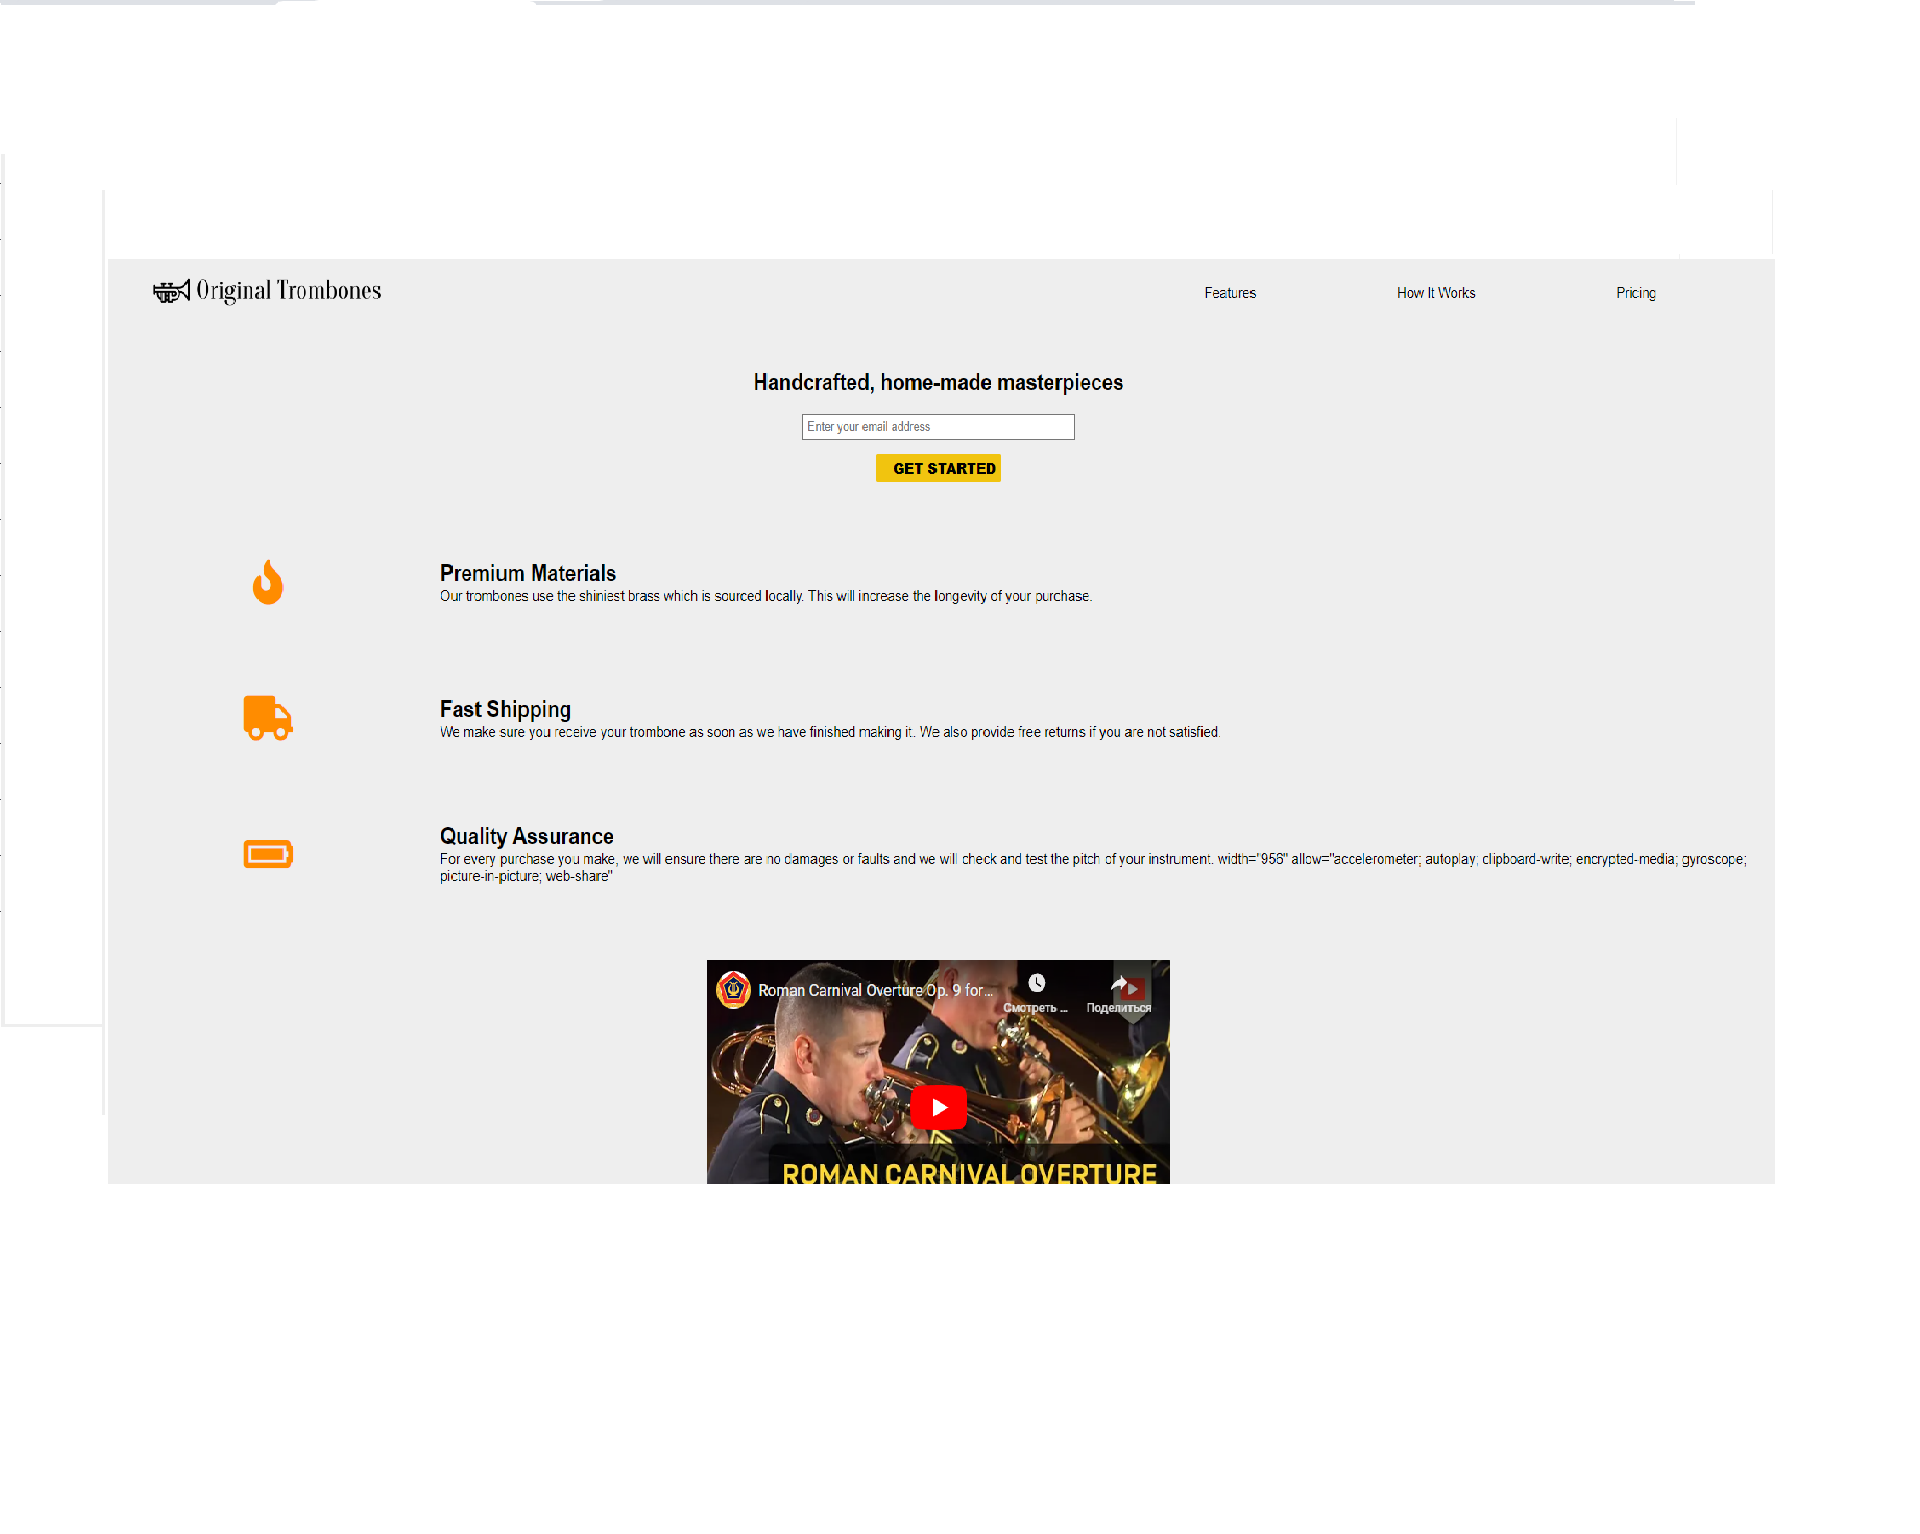 Original Trombones
Features
How It Works
Pricing
Handcrafted, home-made masterpieces
Enter your email address
GET STARTED
Premium Materials
Our trombones use the shiniest brass which is sourced locally. This will increase the longevity of your purchase.
Fast Shipping
We make sure you receive your trombone as soon as we have finished making it. We also provide free returns if you are not satisfied.
Quality Assurance
For every purchase you make, we will ensure there are no damages or faults and we will check and test the pitch of your instrument. width="956" allow="accelerometer; autoplay; clipboard-write; encrypted-media; gyroscope;
picture-in-picture; web-share"
Roman Carnival Overture Op. 9 for...
Смотреть ...
Поделиться
ROMAN CARNIVAL OVERTURE